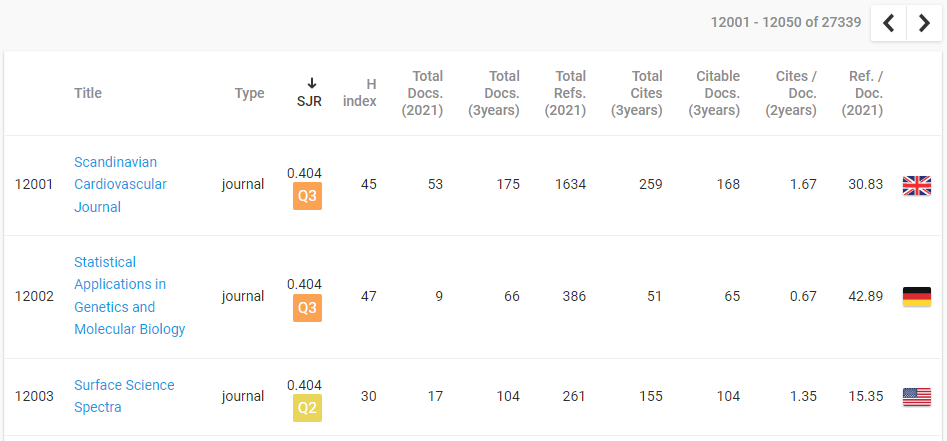 12001 - 12050 of 27339
Title Type SJR H index Total Docs. (2021) Total Docs. (3years) Total Refs. (2021) Total Cites (3years) Citable Docs. (3years) Cites / Doc. (2years) Ref. / Doc. (2021)
12001 Scandinavian Cardiovascular Journal journal 0.404 Q3 45 53 175 1634 259 168 1.67 30.83
12002 Statistical Applications in Genetics and Molecular Biology journal 0.404 Q3 47 9 66 386 51 65 0.67 42.89
12003 Surface Science Spectra journal 0.404 Q2 30 17 104 261 155 104 1.35 15.35